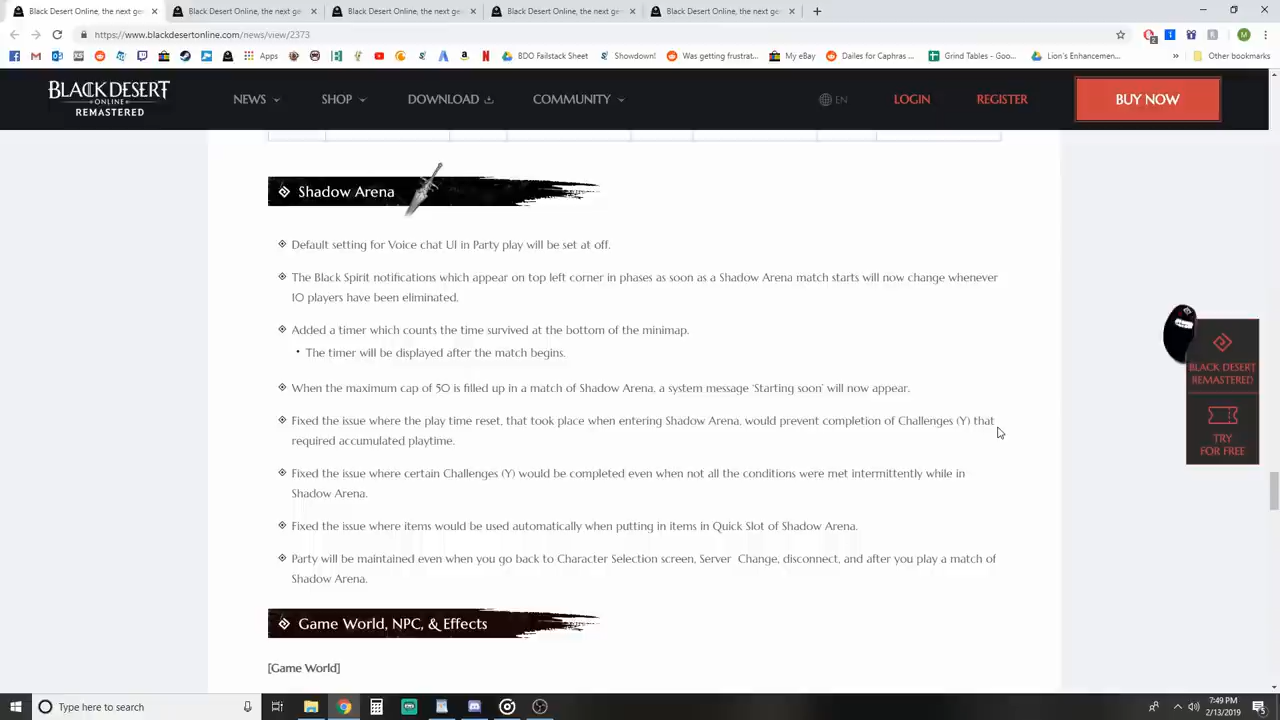 Black Desert Online, the next ge
Black Desert Online, the next ge
Black Desert Online, the next ge
Black Desert Online, the next ge
Black Desert Online, the next ge
https://www.blackdesertonline.com/news/view/2373
Apps
BDO Failstack Sheet
Showdown!
Was getting frustrat...
My eBay
Dailes for Caphras ...
Grind Tables - Goo...
Lion's Enhancemen...
Other bookmarks
BLACK DESERT
ONLINE
REMASTERED
NEWS
SHOP
DOWNLOAD
COMMUNITY
EN
LOGIN
REGISTER
BUY NOW
Shadow Arena
Default setting for Voice chat UI in Party play will be set at off.
The Black Spirit notifications which appear on top left corner in phases as soon as a Shadow Arena match starts will now change whenever
10 players have been eliminated.
Added a timer which counts the time survived at the bottom of the minimap.
• The timer will be displayed after the match begins.
When the maximum cap of 50 is filled up in a match of Shadow Arena, a system message 'Starting soon' will now appear.
Fixed the issue where the play time reset, that took place when entering Shadow Arena, would prevent completion of Challenges (Y) that
required accumulated playtime.
Fixed the issue where certain Challenges (Y) would be completed even when not all the conditions were met intermittently while in
Shadow Arena.
Fixed the issue where items would be used automatically when putting in items in Quick Slot of Shadow Arena.
Party will be maintained even when you go back to Character Selection screen, Server Change, disconnect, and after you play a match of
Shadow Arena.
Game World, NPC, & Effects
[Game World]
BLACK DESERT
REMASTERED
TRY
FOR FREE
Type here to search
7:49 PM
2/13/2019